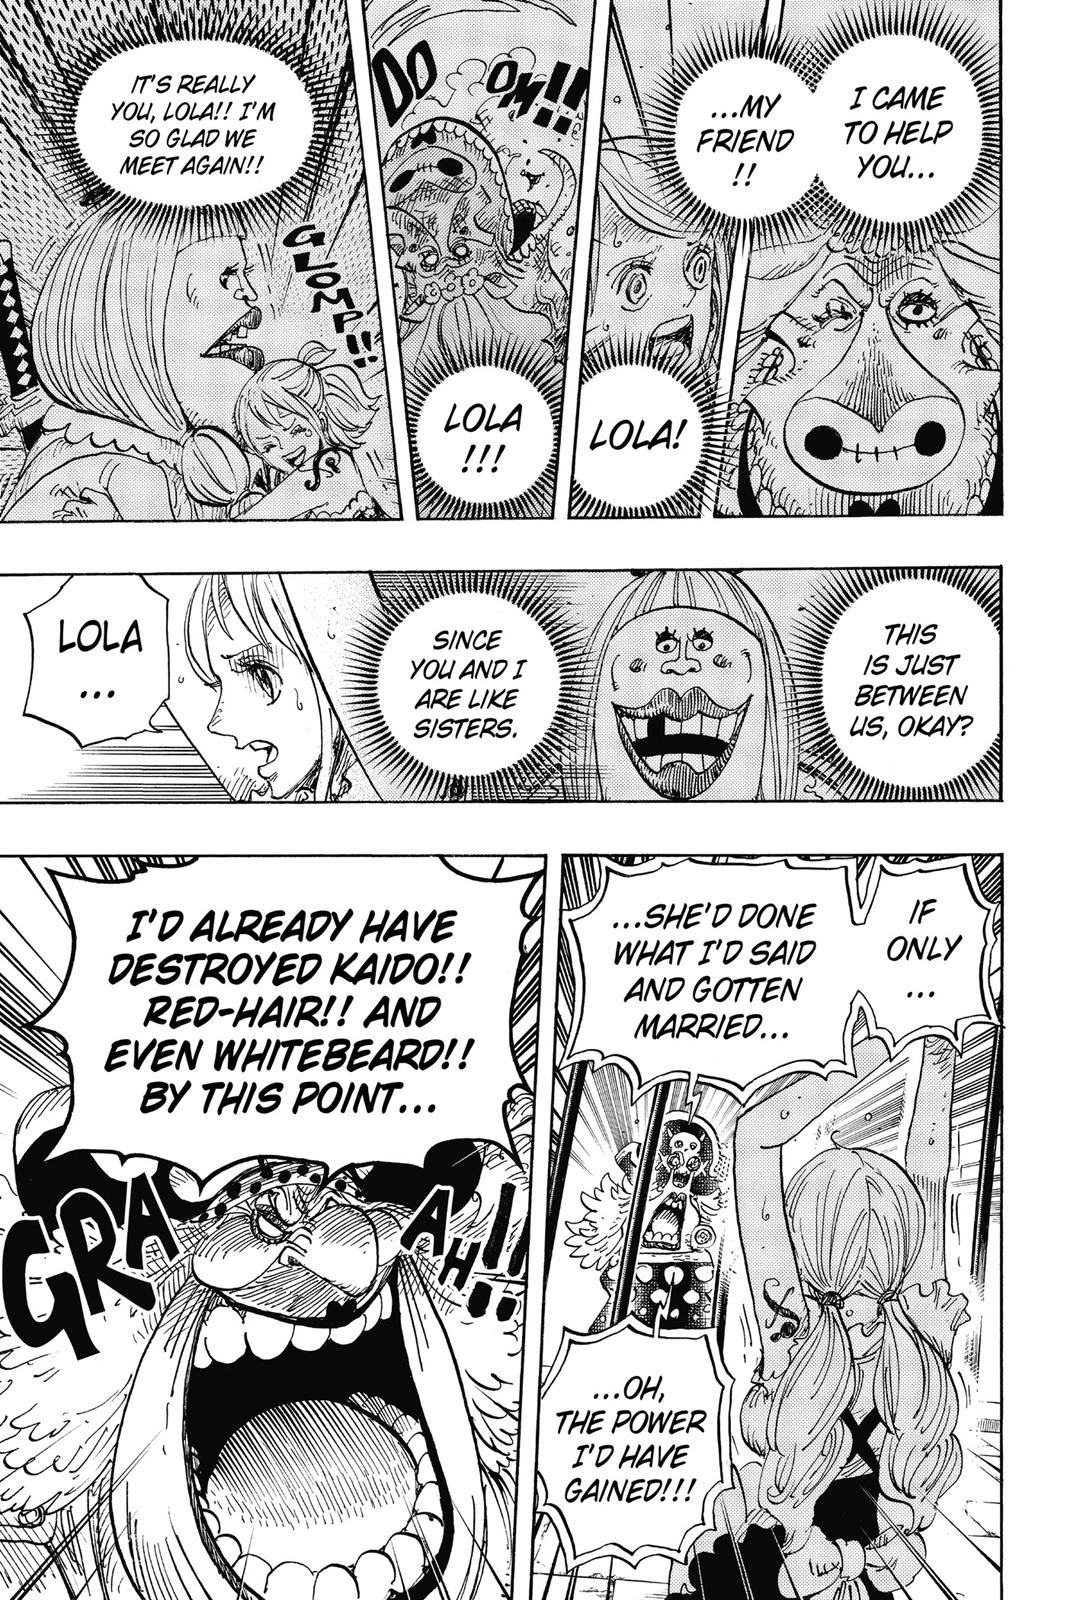 I CAME
TO HELP
YOU...
...MY
FRIEND
!!
LOLA!
DOOM!!
LOLA
!!!
IT'S REALLY
YOU, LOLA!! I'M
SO GLAD WE
MEET AGAIN!!
GLOMP!!
THIS
IS JUST
BETWEEN
US, OKAY?
SINCE
YOU AND I
ARE LIKE
SISTERS.
LOLA
...
IF
ONLY
...
...SHE'D DONE
WHAT I'D SAID
AND GOTTEN
MARRIED...
...OH,
THE POWER
I'D HAVE
GAINED!!!
I'D ALREADY HAVE
DESTROYED KAIDO!!
RED-HAIR!! AND
EVEN WHITEBEARD!!
BY THIS POINT...
GRAAH!!